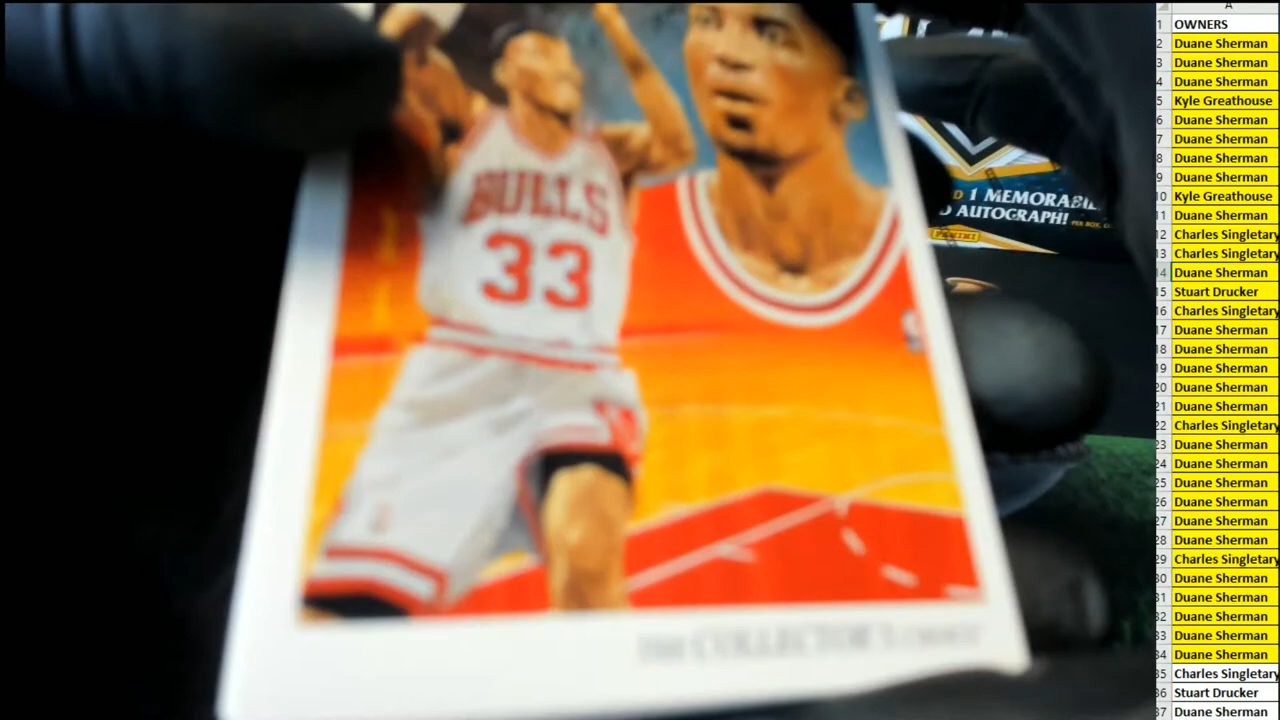 A
1 OWNERS
2 Duane Sherman
3 Duane Sherman
4 Duane Sherman
5 Kyle Greathouse
6 Duane Sherman
7 Duane Sherman
8 Duane Sherman
9 Duane Sherman
10 Kyle Greathouse
11 Duane Sherman
12 Charles Singletary
13 Charles Singletary
14 Duane Sherman
15 Stuart Drucker
16 Charles Singletary
17 Duane Sherman
18 Duane Sherman
19 Duane Sherman
20 Duane Sherman
21 Duane Sherman
22 Charles Singletary
23 Duane Sherman
24 Duane Sherman
25 Duane Sherman
26 Duane Sherman
27 Duane Sherman
28 Duane Sherman
29 Charles Singletary
30 Duane Sherman
31 Duane Sherman
32 Duane Sherman
33 Duane Sherman
34 Duane Sherman
35 Charles Singletary
36 Stuart Drucker
37 Duane Sherman
BULLS
33
COLLECTOR
1 MEMORABIL
AUTOGRAPH!
PANINI